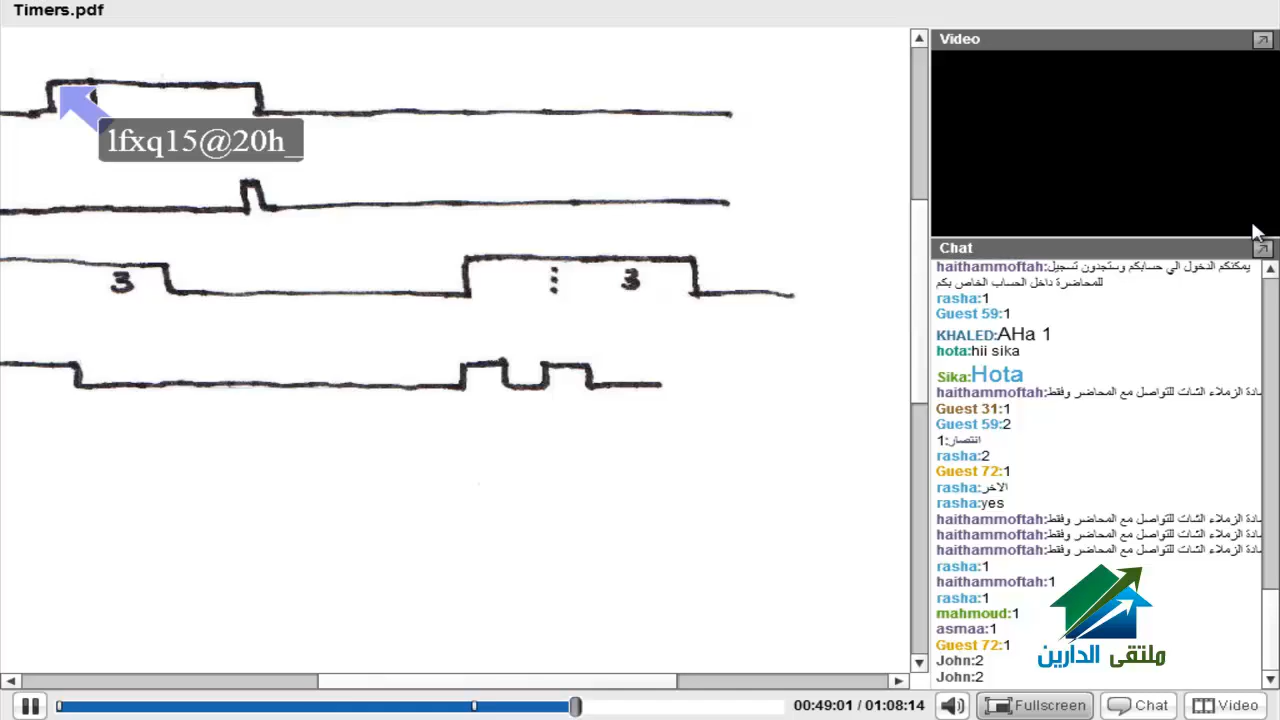 Timers.pdf
lfxq15@20h_
3
3
Video
Chat
haithammoftah:يمكنكم الدخول الي حسابكم وستجدون تسجيل
للمحاضرة داخل الحساب الخاص بكم
rasha:1
Guest 59:1
KHALED:AHa 1
hota:hii sika
Sika:Hota
haithammoftah:سادة الزملاء الشات للتواصل مع المحاضر وفقط
Guest 31:1
Guest 59:2
انتصار:1
rasha:2
Guest 72:1
rasha:الاخر
rasha:yes
haithammoftah:سادة الزملاء الشات للتواصل مع المحاضر وفقط
haithammoftah:سادة الزملاء الشات للتواصل مع المحاضر وفقط
haithammoftah:سادة الزملاء الشات للتواصل مع المحاضر وفقط
rasha:1
haithammoftah:1
rasha:1
mahmoud:1
asmaa:1
Guest 72:1
John:2
John:2
ملتقى الدارين
00:49:01 / 01:08:14
Fullscreen
Chat
Video